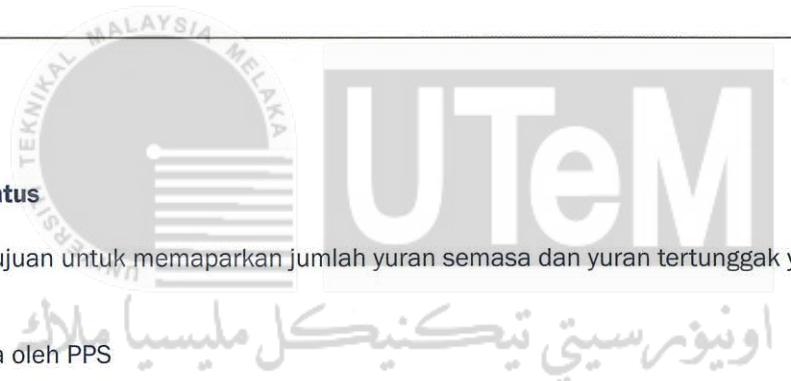 UNIVERSITI TEKNIKAL MALAYSIA MELAKA
UTeM
tus
ujuan untuk memaparkan jumlah yuran semasa dan yuran tertunggak y
اونيۏرسيتي تيكنيكل مليسيا ملاك
oleh PPS